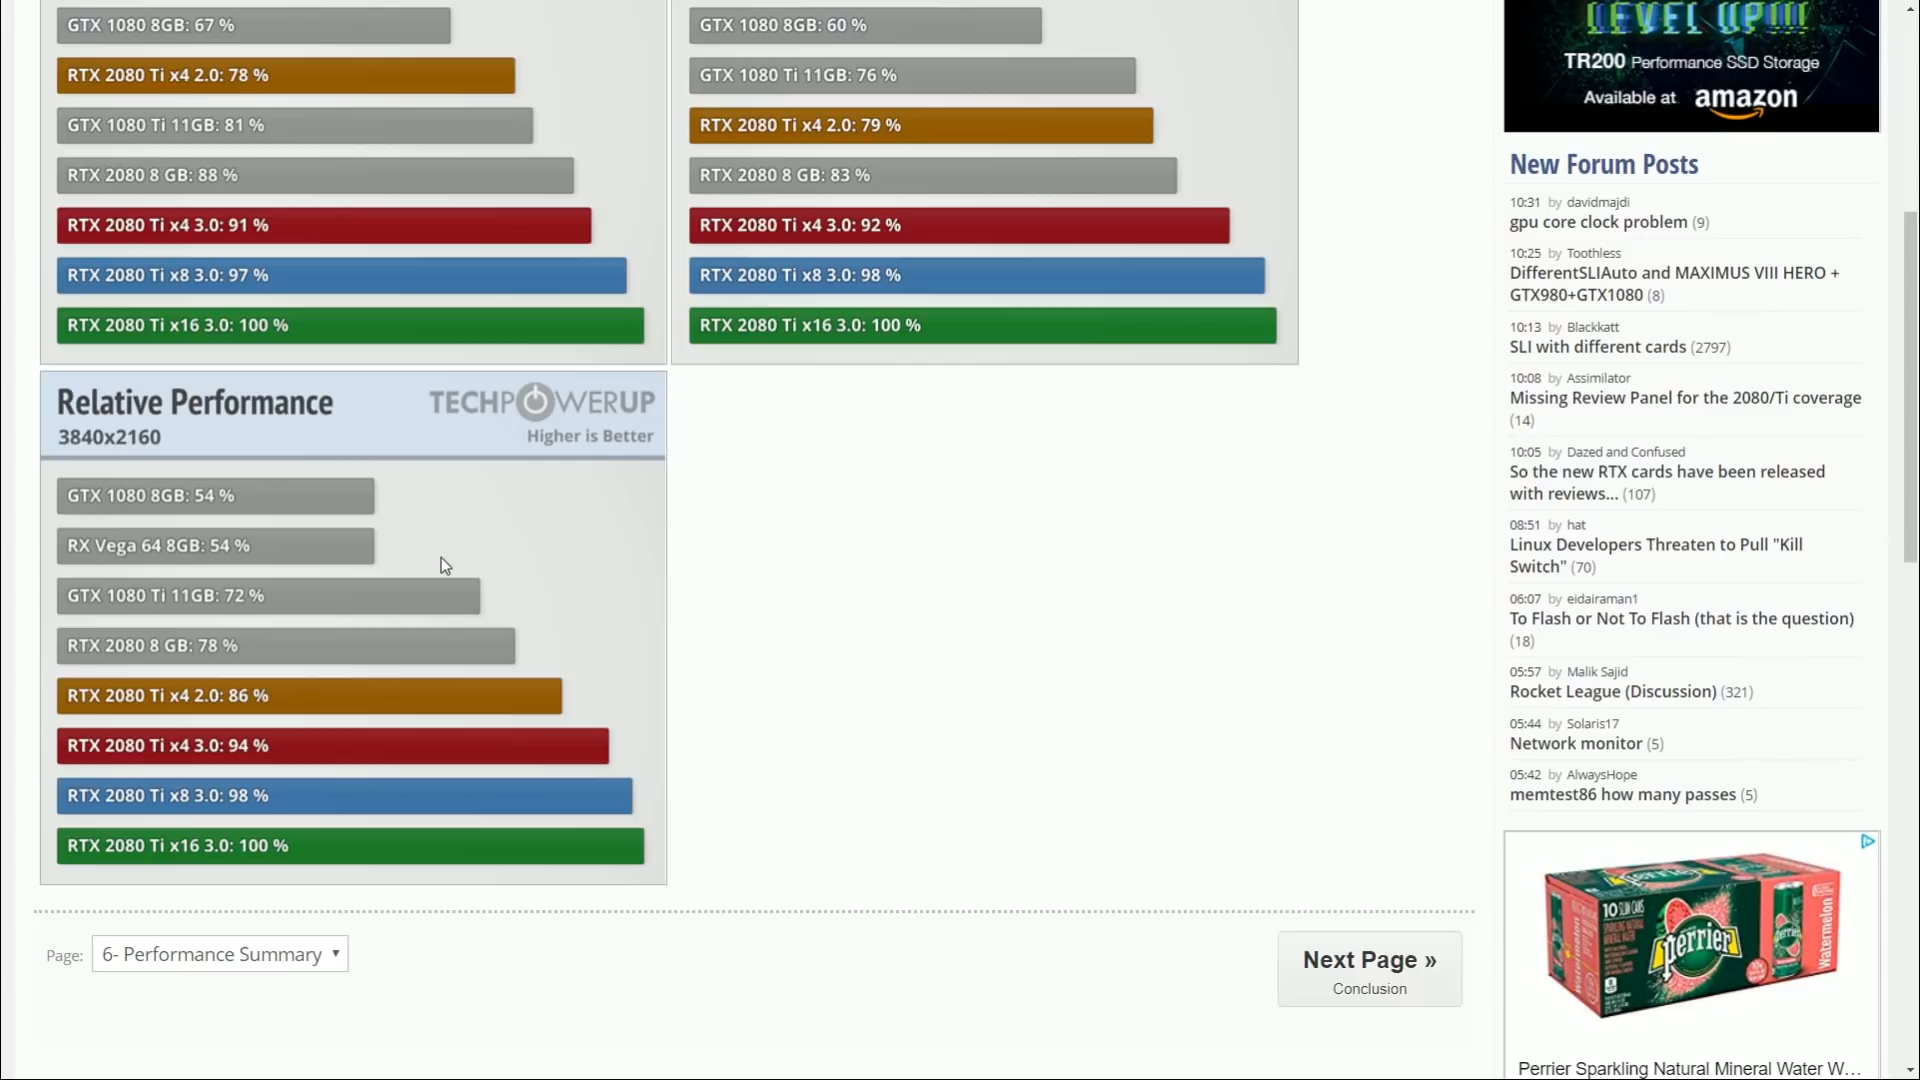 GTX 1080 8GB: 67 %
RTX 2080 Ti x4 2.0: 78 %
GTX 1080 Ti 11GB: 81 %
RTX 2080 8 GB: 88 %
RTX 2080 Ti x4 3.0: 91 %
RTX 2080 Ti x8 3.0: 97 %
RTX 2080 Ti x16 3.0: 100 %
GTX 1080 8GB: 60 %
GTX 1080 Ti 11GB: 76 %
RTX 2080 Ti x4 2.0: 79 %
RTX 2080 8 GB: 83 %
RTX 2080 Ti x4 3.0: 92 %
RTX 2080 Ti x8 3.0: 98 %
RTX 2080 Ti x16 3.0: 100 %
Relative Performance
3840x2160
TECHPOWERUP
Higher is Better
GTX 1080 8GB: 54 %
RX Vega 64 8GB: 54 %
GTX 1080 Ti 11GB: 72 %
RTX 2080 8 GB: 78 %
RTX 2080 Ti x4 2.0: 86 %
RTX 2080 Ti x4 3.0: 94 %
RTX 2080 Ti x8 3.0: 98 %
RTX 2080 Ti x16 3.0: 100 %
Page: 6- Performance Summary
Next Page »
Conclusion
LEVEL UP!!!
TR200 Performance SSD Storage
Available at amazon
New Forum Posts
10:31 by davidmajdi
gpu core clock problem (9)
10:25 by Toothless
DifferentSLIAuto and MAXIMUS VIII HERO +
GTX980+GTX1080 (8)
10:13 by Blackkatt
SLI with different cards (2797)
10:08 by Assimilator
Missing Review Panel for the 2080/Ti coverage
(14)
10:05 by Dazed and Confused
So the new RTX cards have been released
with reviews... (107)
08:51 by hat
Linux Developers Threaten to Pull "Kill
Switch" (70)
06:07 by eidairaman1
To Flash or Not To Flash (that is the question)
(18)
05:57 by Malik Sajid
Rocket League (Discussion) (321)
05:44 by Solaris17
Network monitor (5)
05:42 by AlwaysHope
memtest86 how many passes (5)
10 SLIM CANS
perrier
Watermelon
Perrier Sparkling Natural Mineral Water W...